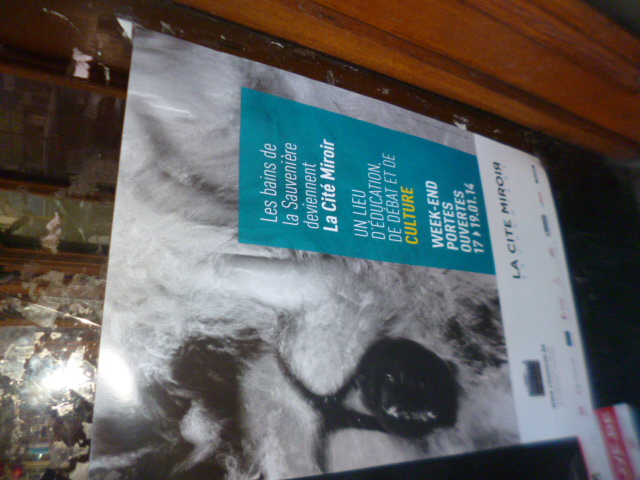 Les bains de
la Sauvenière
deviennent
La Cité Miroir
UN LIEU
D'ÉDUCATION,
DE DÉBAT ET DE
CULTURE
WEEK-END
PORTES
OUVERTES
17 > 19.01.14
LA CITÉ MIROIR